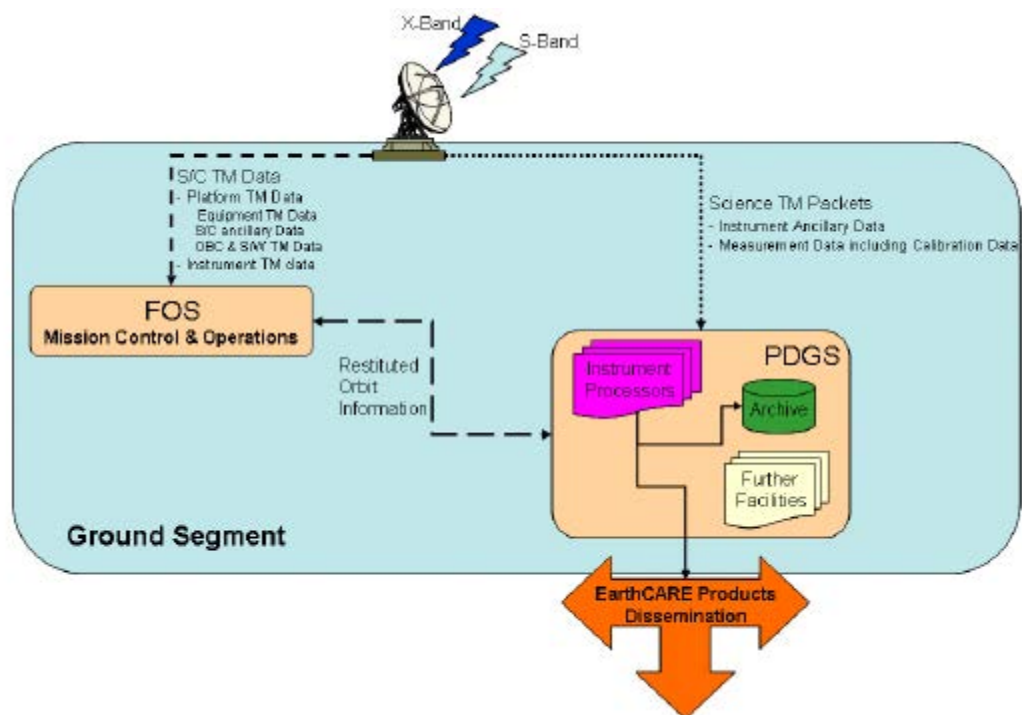 X-Band
S-Band
S/C TM Data
- Platform TM Data
Equipment TM Data
S/C ancillary Data
OBC & S/W TM Data
- Instrument TM data
Science TM Packets
- Instrument Ancillary Data
- Measurement Data including Calibration Data
FOS
Mission Control & Operations
Restituted
Orbit
Information
PDGS
Instrument
Processors
Archive
Further
Facilities
Ground Segment
EarthCARE Products
Dissemination